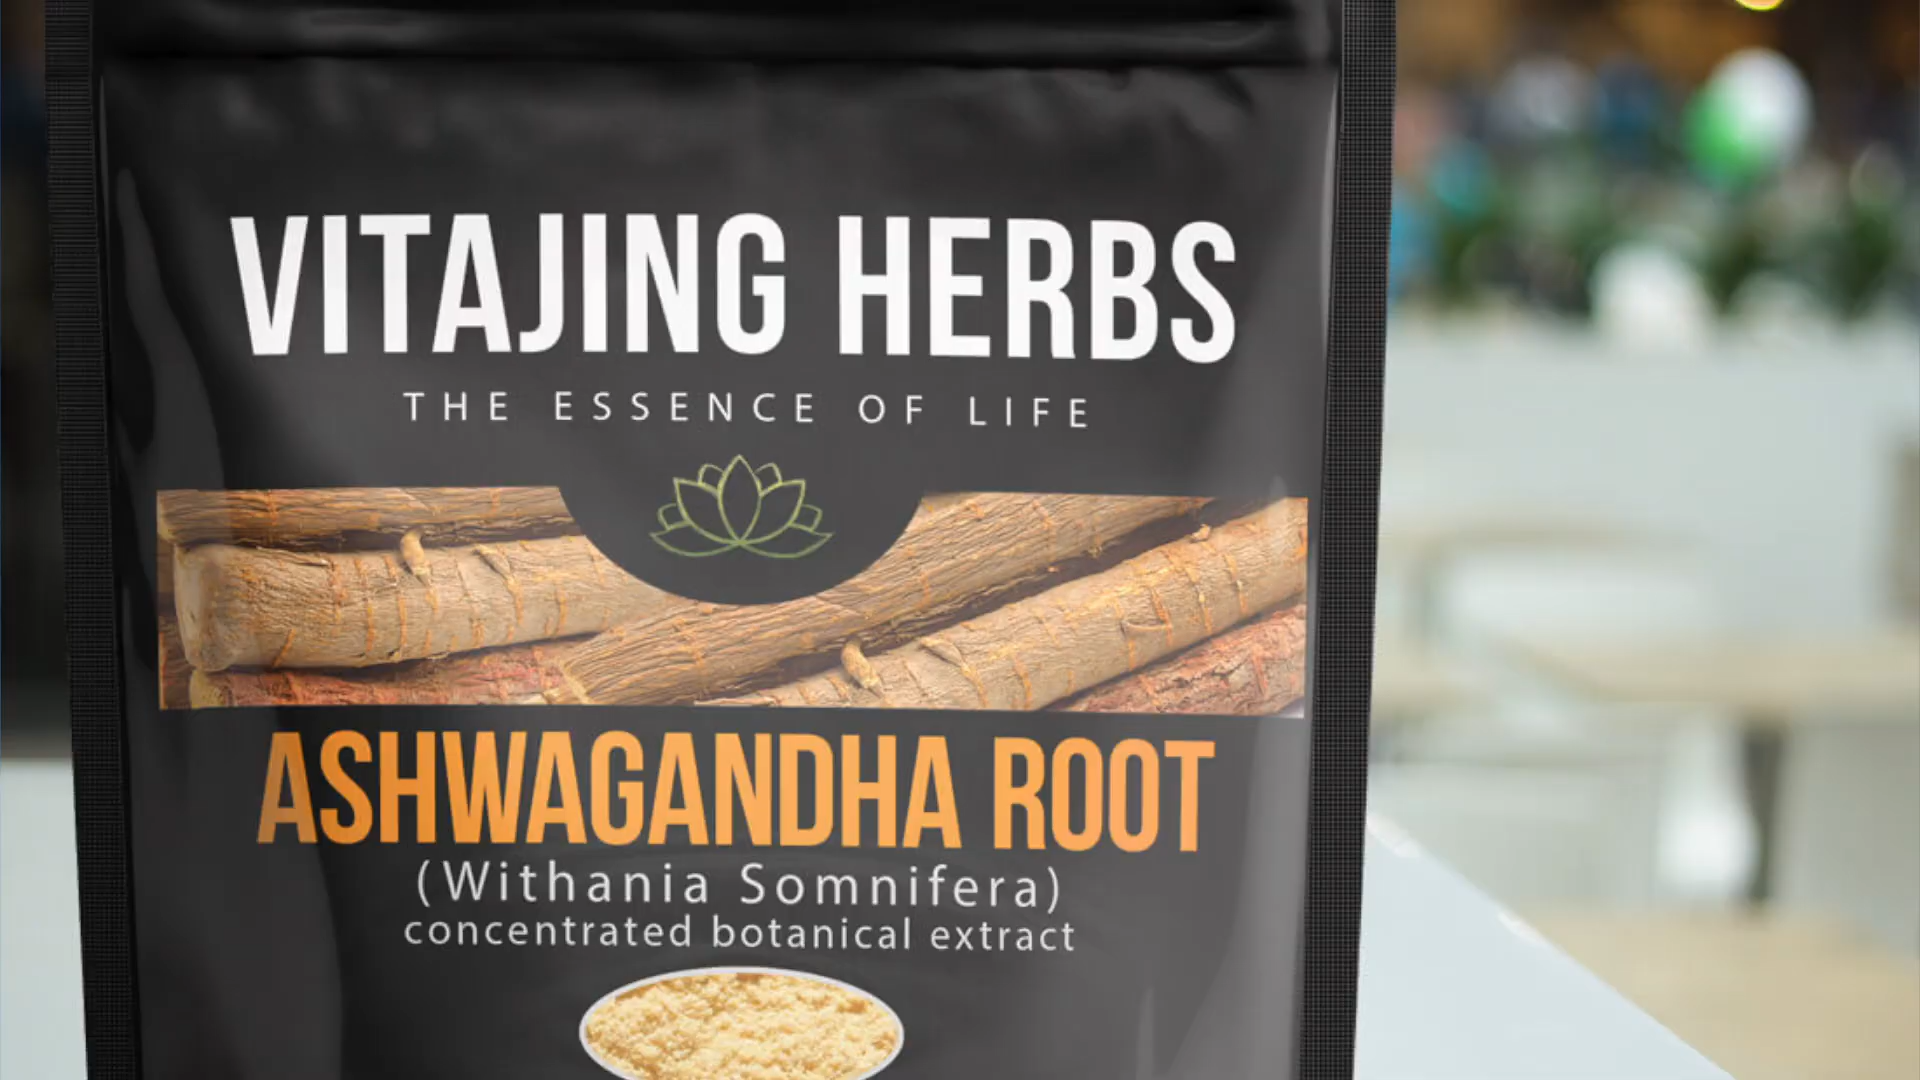 VITAJING HERBS
THE ESSENCE OF LIFE
ASHWAGANDHA ROOT
(Withania Somnifera)
concentrated botanical extract